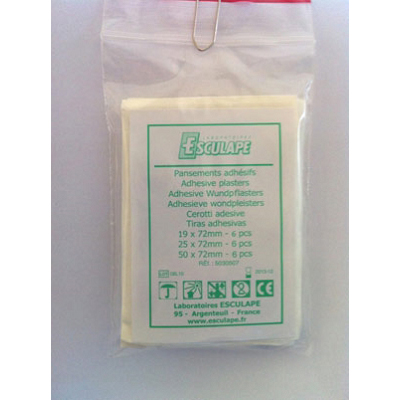 Laboratoires
ESCULAPE
Pansements adhésifs
Adhesive plasters
Adhesive Wundpflasters
Adhesieve wondpleisters
Cerotti adesive
Tiras adhesivas
19 x 72mm - 6 pcs
25 x 72mm - 6 pcs
50 x 72mm - 6 pcs
CE
Laboratoires ESCULAPE
95 - Argenteuil - France
www.esculape.fr